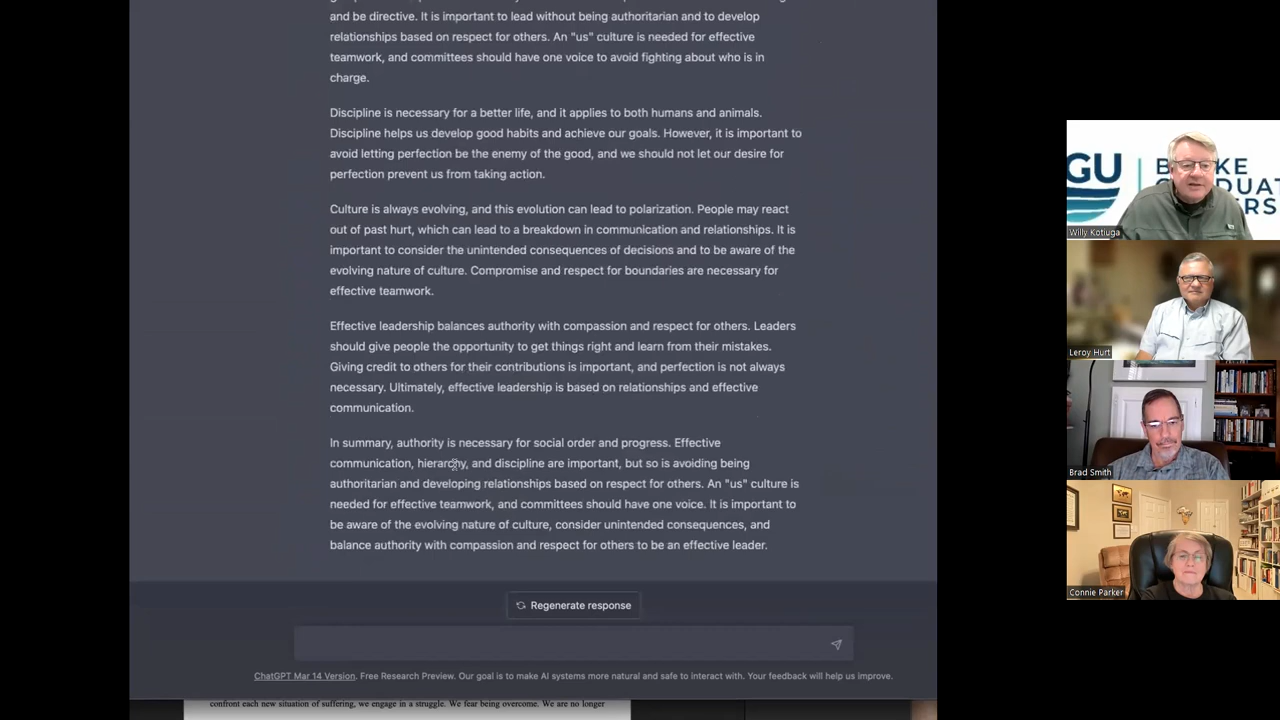 and be directive. It is important to lead without being authoritarian and to develop
relationships based on respect for others. An "us" culture is needed for effective
teamwork, and committees should have one voice to avoid fighting about who is in
charge.
Discipline is necessary for a better life, and it applies to both humans and animals.
Discipline helps us develop good habits and achieve our goals. However, it is important to
avoid letting perfection be the enemy of the good, and we should not let our desire for
perfection prevent us from taking action.
Culture is always evolving, and this evolution can lead to polarization. People may react
out of past hurt, which can lead to a breakdown in communication and relationships. It is
important to consider the unintended consequences of decisions and to be aware of the
evolving nature of culture. Compromise and respect for boundaries are necessary for
effective teamwork.
Effective leadership balances authority with compassion and respect for others. Leaders
should give people the opportunity to get things right and learn from their mistakes.
Giving credit to others for their contributions is important, and perfection is not always
necessary. Ultimately, effective leadership is based on relationships and effective
communication.
In summary, authority is necessary for social order and progress. Effective
communication, hierarchy, and discipline are important, but so is avoiding being
authoritarian and developing relationships based on respect for others. An "us" culture is
needed for effective teamwork, and committees should have one voice. It is important to
be aware of the evolving nature of culture, consider unintended consequences, and
balance authority with compassion and respect for others to be an effective leader.
Regenerate response
ChatGPT Mar 14 Version. Free Research Preview. Our goal is to make AI systems more natural and safe to interact with. Your feedback will help us improve.
confront each new situation of suffering, we engage in a struggle. We fear being overcome. We are no longer
GU
Willy Kotiuga
Leroy Hurt
Brad Smith
Connie Parker